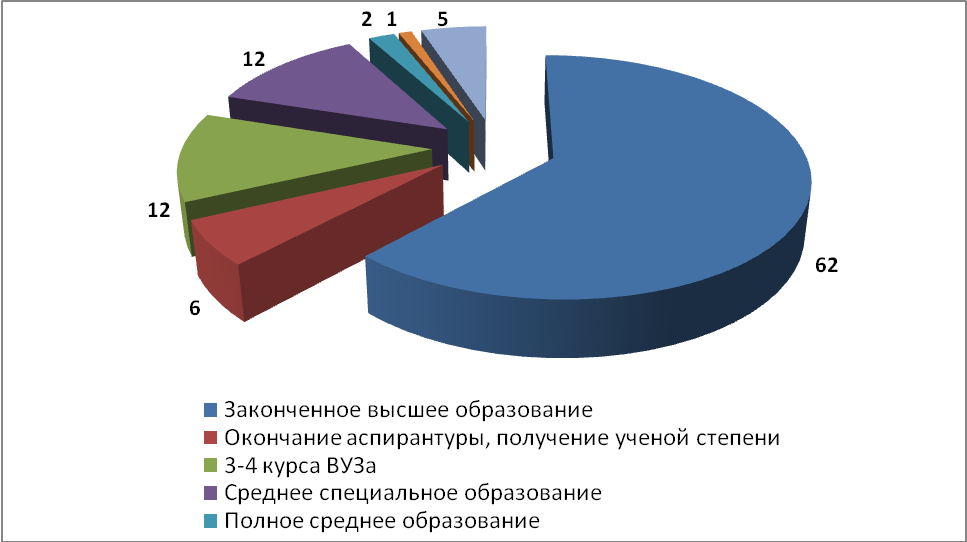 2 1 5
12
12
62
6
Законченное высшее образование
Окончание аспирантуры, получение ученой степени
3-4 курса ВУЗа
Среднее специальное образование
Полное среднее образование